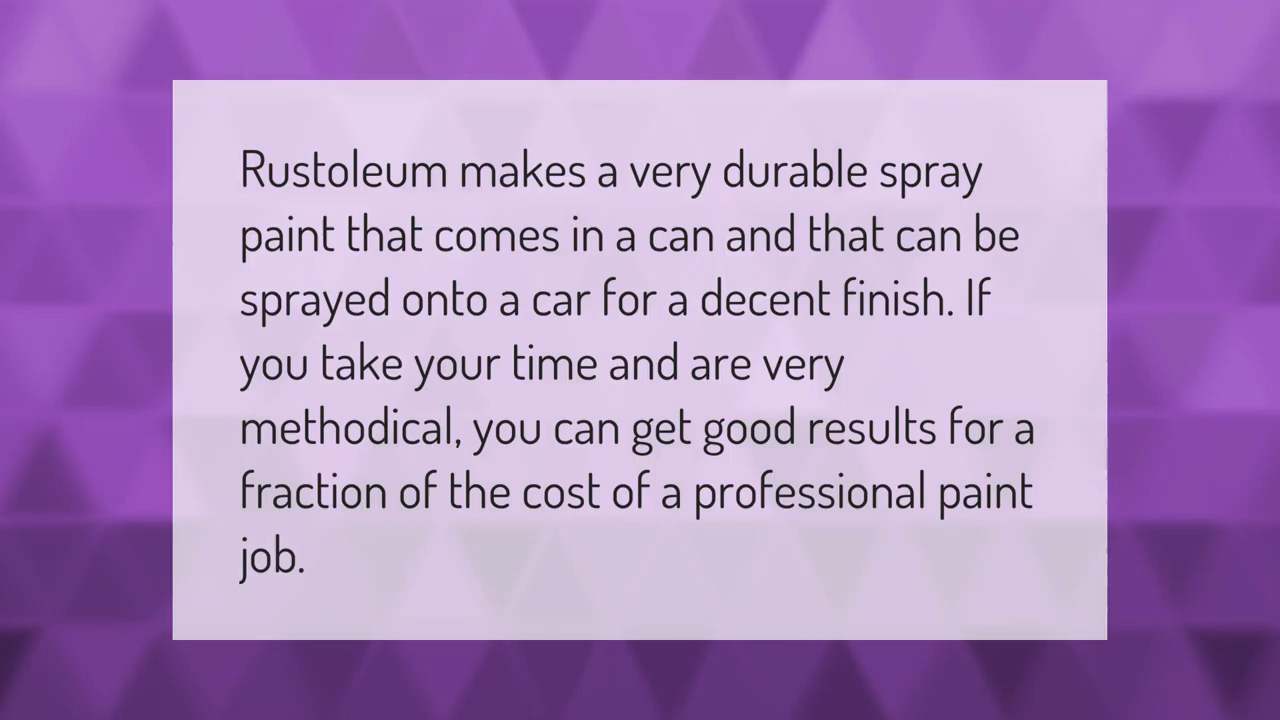 Rustoleum makes a very durable spray
paint that comes in a can and that can be
sprayed onto a car for a decent finish. If
you take your time and are very
methodical, you can get good results for a
fraction of the cost of a professional paint
job.